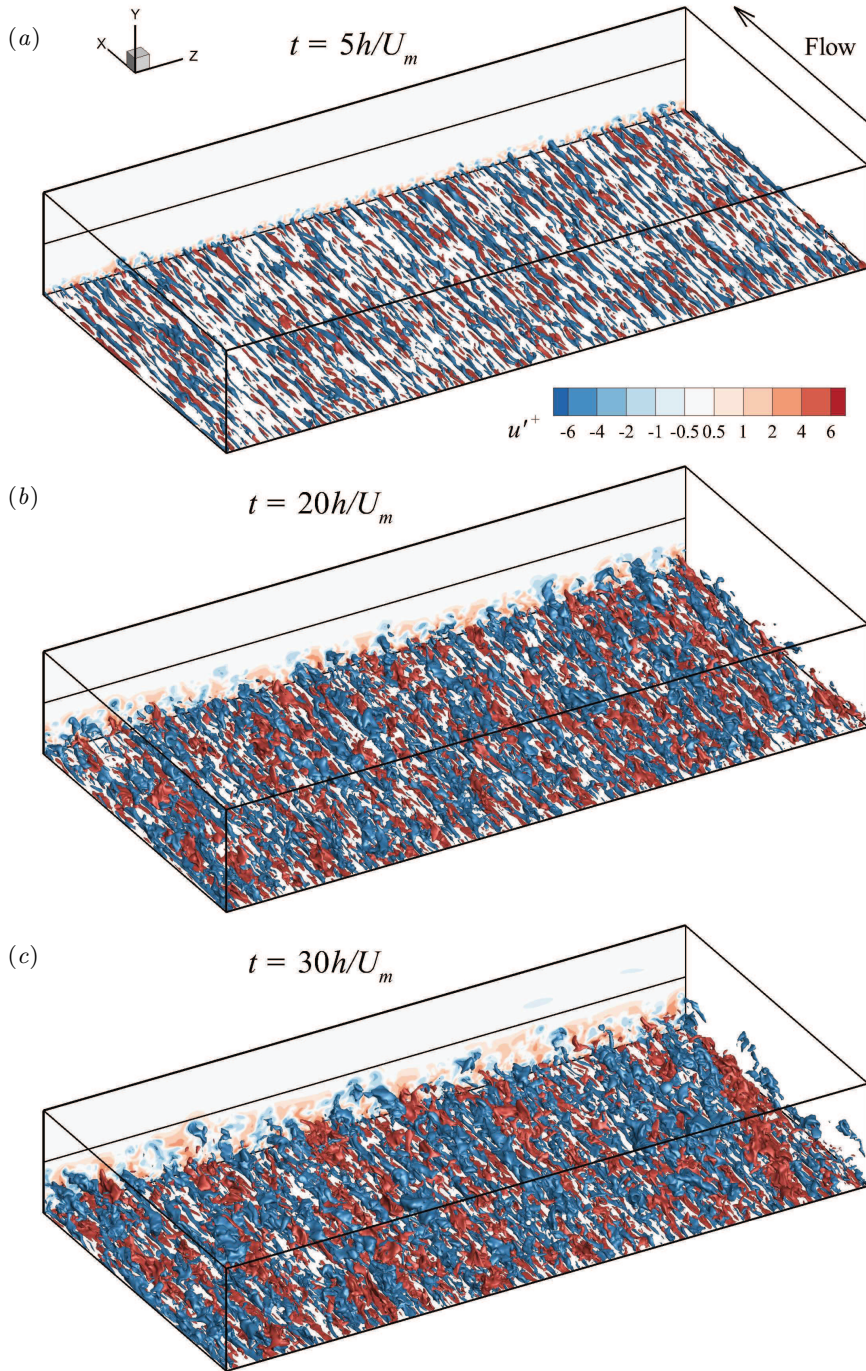 (a)
Y
X
Z
t = 5h/U_m
Flow
u'^+
-6 -4 -2 -1 -0.5 0.5 1 2 4 6
(b)
t = 20h/U_m
(c)
t = 30h/U_m